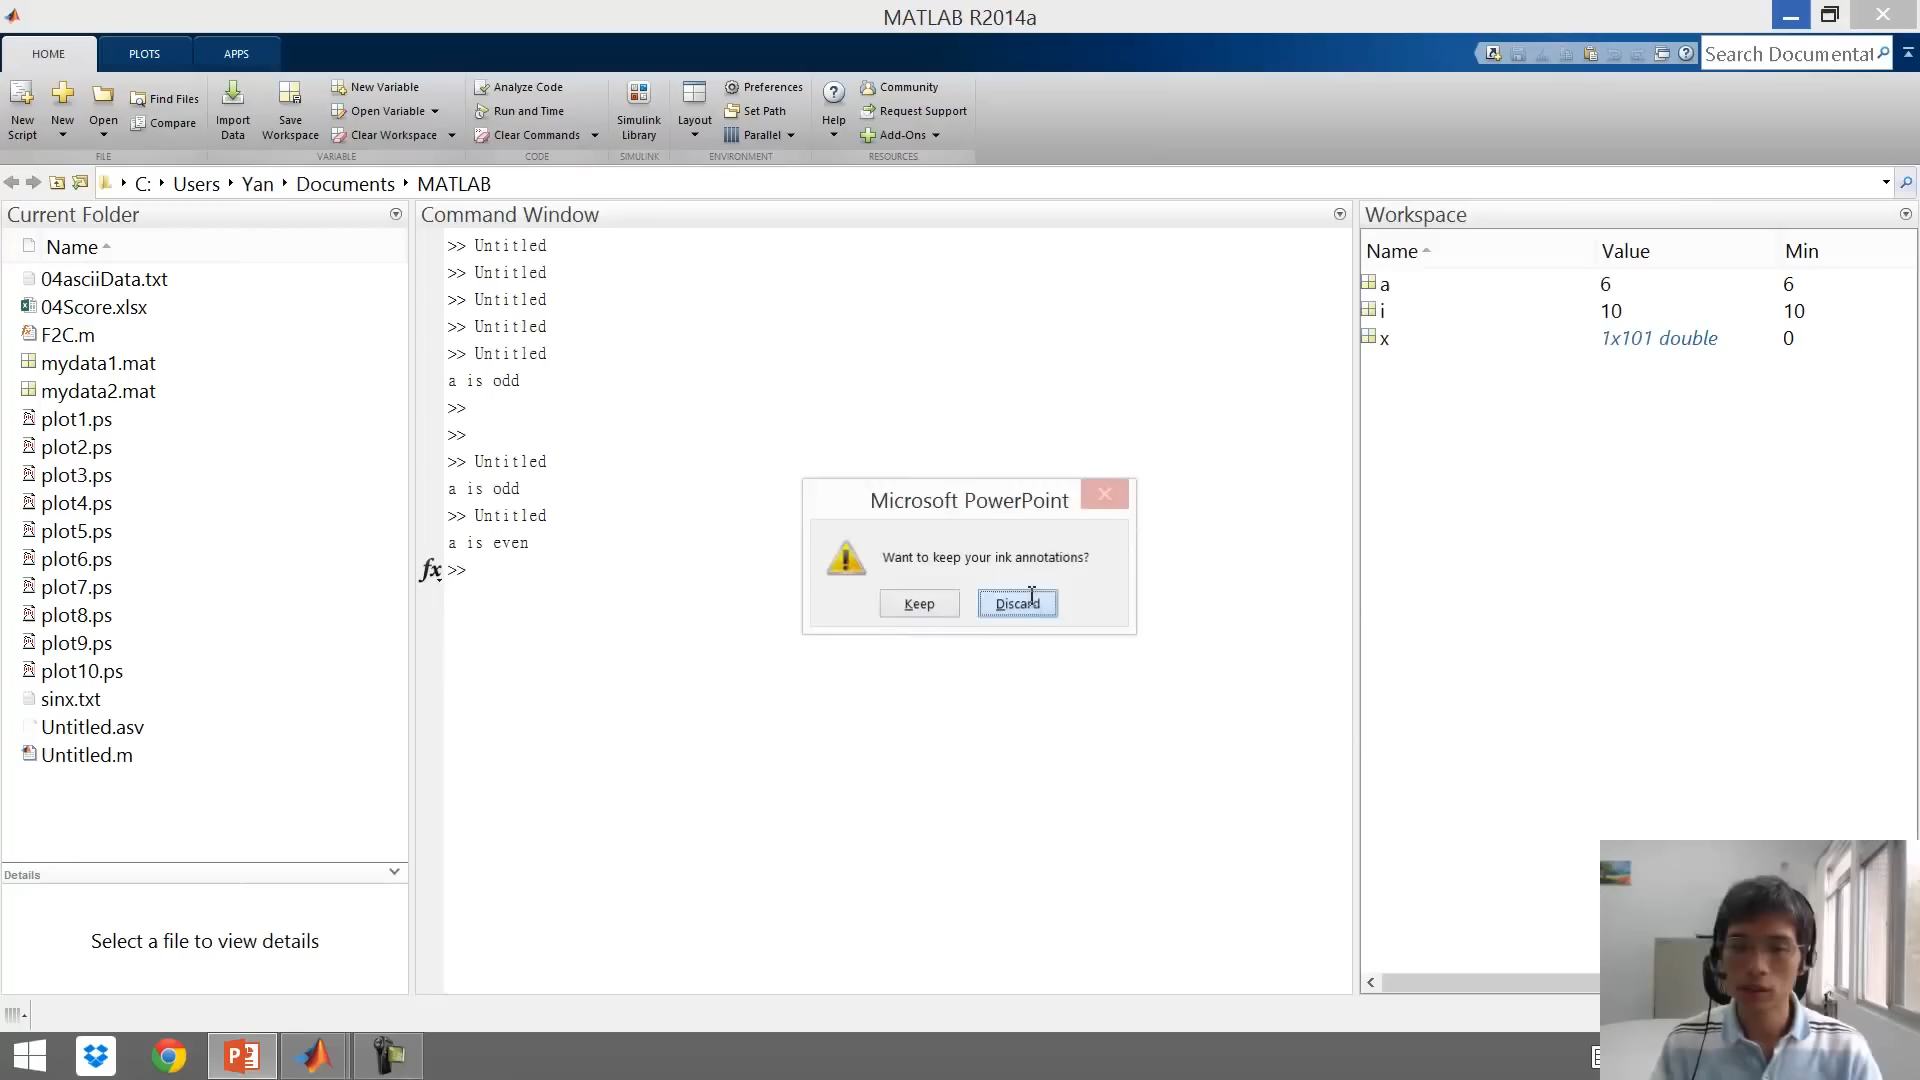 MATLAB R2014a
HOME
PLOTS
APPS
Search Documentat
New Script
New
Open
Find Files
Compare
Import Data
Save Workspace
New Variable
Open Variable
Clear Workspace
Analyze Code
Run and Time
Clear Commands
Simulink Library
Layout
Preferences
Set Path
Parallel
Help
Community
Request Support
Add-Ons
FILE
VARIABLE
CODE
SIMULINK
ENVIRONMENT
RESOURCES
C: Users Yan Documents MATLAB
Current Folder
Name
04asciiData.txt
04Score.xlsx
F2C.m
mydata1.mat
mydata2.mat
plot1.ps
plot2.ps
plot3.ps
plot4.ps
plot5.ps
plot6.ps
plot7.ps
plot8.ps
plot9.ps
plot10.ps
sinx.txt
Untitled.asv
Untitled.m
Details
Select a file to view details
Command Window
>> Untitled
>> Untitled
>> Untitled
>> Untitled
>> Untitled
a is odd
>>
>>
>> Untitled
a is odd
>> Untitled
a is even
fx >>
Microsoft PowerPoint
Want to keep your ink annotations?
Keep
Discard
Workspace
Name Value Min
a 6 6
i 10 10
x 1x101 double 0